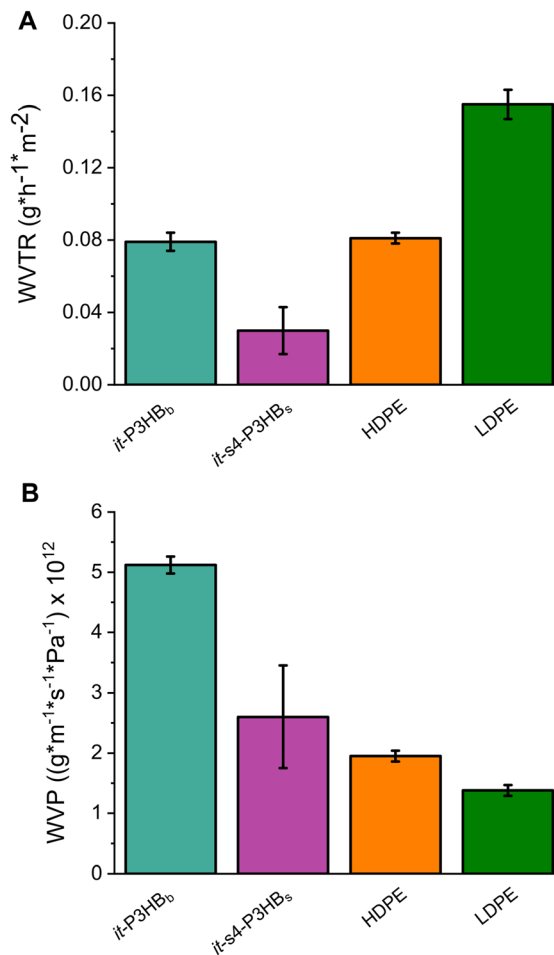 A
WVTR (g*h-1*m-2)
0.20
0.16
0.12
0.08
0.04
0.00
it-P3HBb
it-s4-P3HBs
HDPE
LDPE
B
WVP ((g*m⁻¹*s⁻¹*Pa⁻¹) x 10¹²
6
5
4
3
2
1
0
it-P3HBb
it-s4-P3HBs
HDPE
LDPE